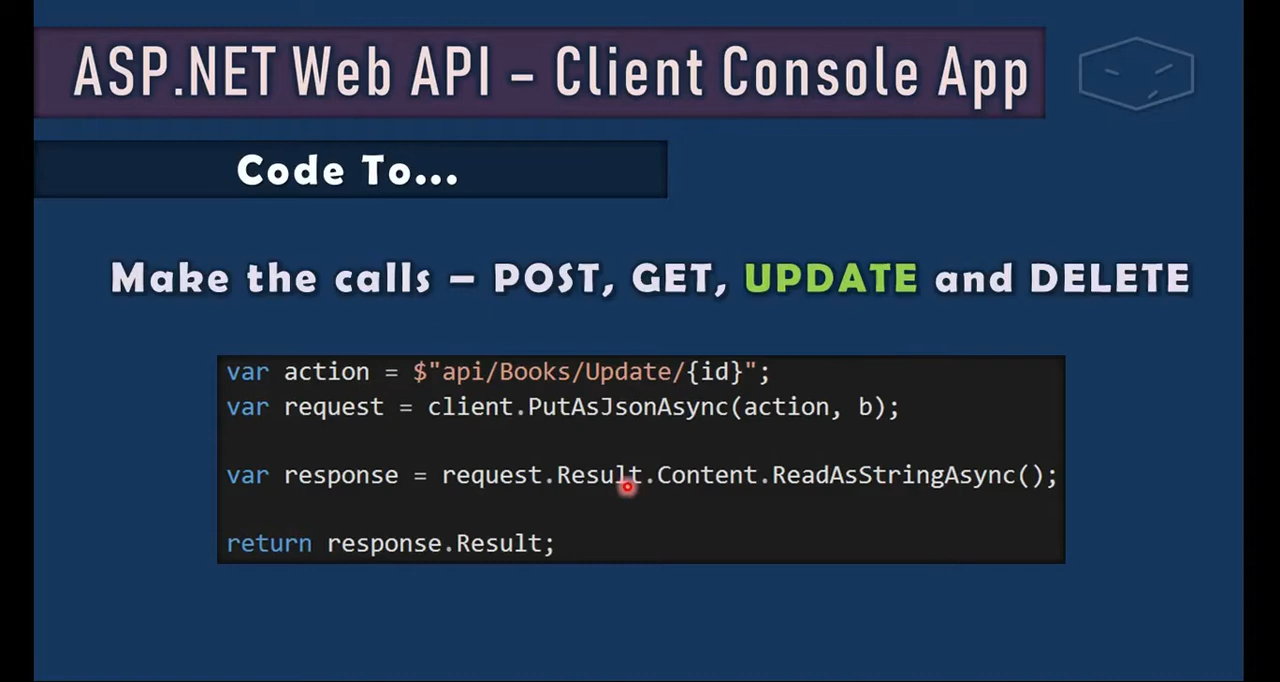 ASP.NET Web API – Client Console App
Code To...
Make the calls – POST, GET, UPDATE and DELETE
var action = $"api/Books/Update/{id}";
var request = client.PutAsJsonAsync(action, b);
var response = request.Result.Content.ReadAsStringAsync();
return response.Result;